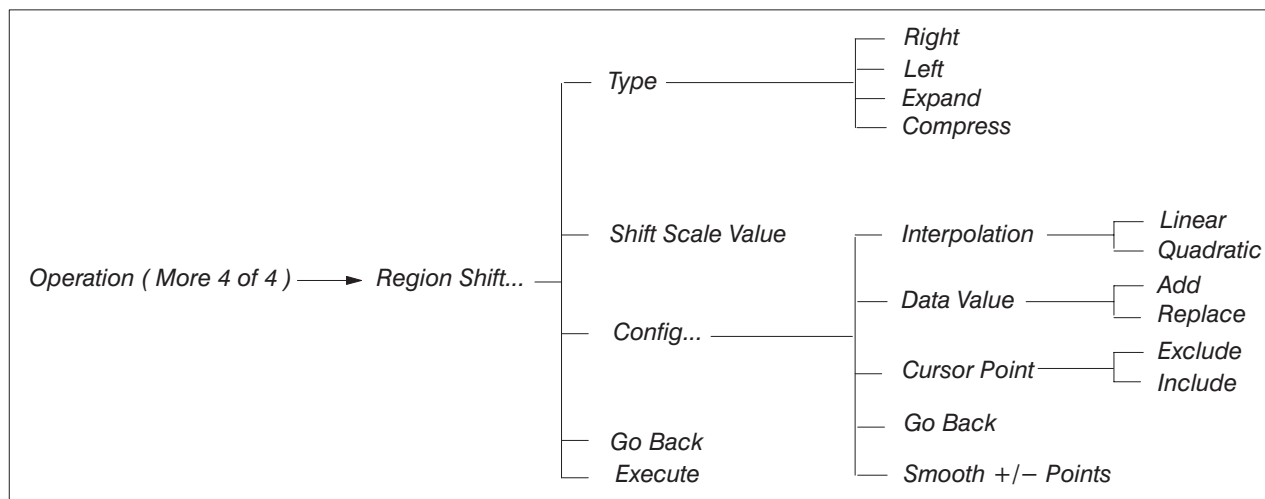 Right
Type
Left
Expand
Compress
Linear
Shift Scale Value
Interpolation
Quadratic
Operation ( More 4 of 4 )
Region Shift...
Add
Data Value
Replace
Config...
Exclude
Cursor Point
Include
Go Back
Go Back
Execute
Smooth +/− Points